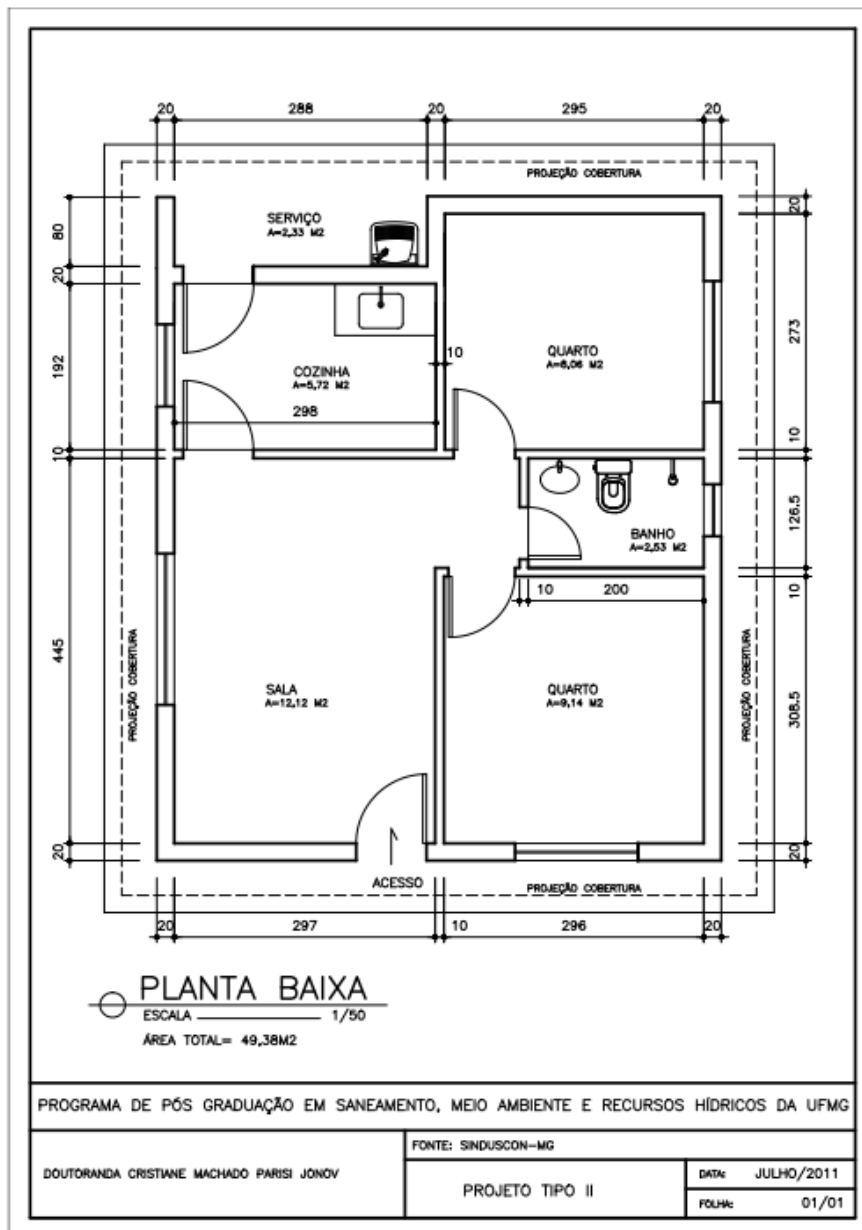 20 288 20 295 20
PROJEÇÃO COBERTURA
SERVIÇO
A=2,33 M2
80
20
20
192
COZINHA
A=5,72 M2
298
10
QUARTO
A=8,06 M2
273
10
10
BANHO
A=2,53 M2
126.5
10 200
10
445
PROJEÇÃO COBERTURA
SALA
A=12,12 M2
QUARTO
A=9,14 M2
308.5
PROJEÇÃO COBERTURA
20
20
ACESSO
PROJEÇÃO COBERTURA
20 297 10 296 20
PLANTA BAIXA
ESCALA 1/50
ÁREA TOTAL= 49,38M2
PROGRAMA DE PÓS GRADUAÇÃO EM SANEAMENTO, MEIO AMBIENTE E RECURSOS HÍDRICOS DA UFMG
DOUTORANDA CRISTIANE MACHADO PARISI JONOV
FONTE: SINDUSCON-MG
PROJETO TIPO II
DATA: JULHO/2011
FOLHA: 01/01